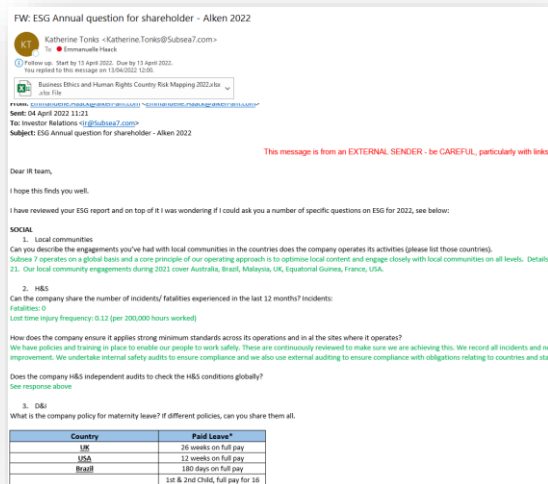 FW: ESG Annual question for shareholder - Alken 2022
KT
Katherine Tonks <Katherine.Tonks@Subsea7.com>
To Emmanuelle Haack
Follow up. Start by 13 April 2022. Due by 13 April 2022.
You replied to this message on 13/04/2022 12:00.
Business Ethics and Human Rights Country Risk Mapping 2022.xlsx
.xlsx File
Sent: 04 April 2022 11:21
To: Investor Relations <ir@Subsea7.com>
Subject: ESG Annual question for shareholder - Alken 2022
This message is from an EXTERNAL SENDER - be CAREFUL, particularly with links
Dear IR team,
I hope this finds you well.
I have reviewed your ESG report and on top of it I was wondering if I could ask you a number of specific questions on ESG for 2022, see below:
SOCIAL
1. Local communities
Can you describe the engagements you've had with local communities in the countries does the company operates its activities (please list those countries).
Subsea 7 operates on a global basis and a core principle of our operating approach is to optimise local content and engage closely with local communities on all levels. Details
21. Our local community engagements during 2021 cover Australia, Brazil, Malaysia, UK, Equatorial Guinea, France, USA.
2. H&S
Can the company share the number of incidents/ fatalities experienced in the last 12 months? Incidents:
Fatalities: 0
Lost time injury frequency: 0.12 (per 200,000 hours worked)
How does the company ensure it applies strong minimum standards across its operations and in al the sites where it operates?
We have policies and training in place to enable our people to work safely. These are continuously reviewed to make sure we are achieving this. We record all incidents and
improvement. We undertake internal safety audits to ensure compliance and we also use external auditing to ensure compliance with obligations relating to countries and
Does the company H&S independent audits to check the H&S conditions globally?
See response above
3. D&I
What is the company policy for maternity leave? If different policies, can you share them all.
Country Paid Leave*
UK 26 weeks on full pay
USA 12 weeks on full pay
Brazil 180 days on full pay
1st & 2nd Child, full pay for 16